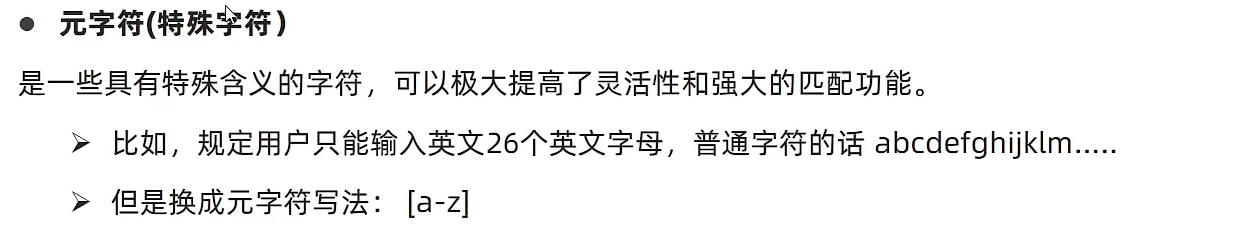 ● 元字符(特殊字符）
是一些具有特殊含义的字符，可以极大提高了灵活性和强大的匹配功能。
➢ 比如，规定用户只能输入英文26个英文字母，普通字符的话 abcdefghijklm.....
➢ 但是换成元字符写法： [a-z]